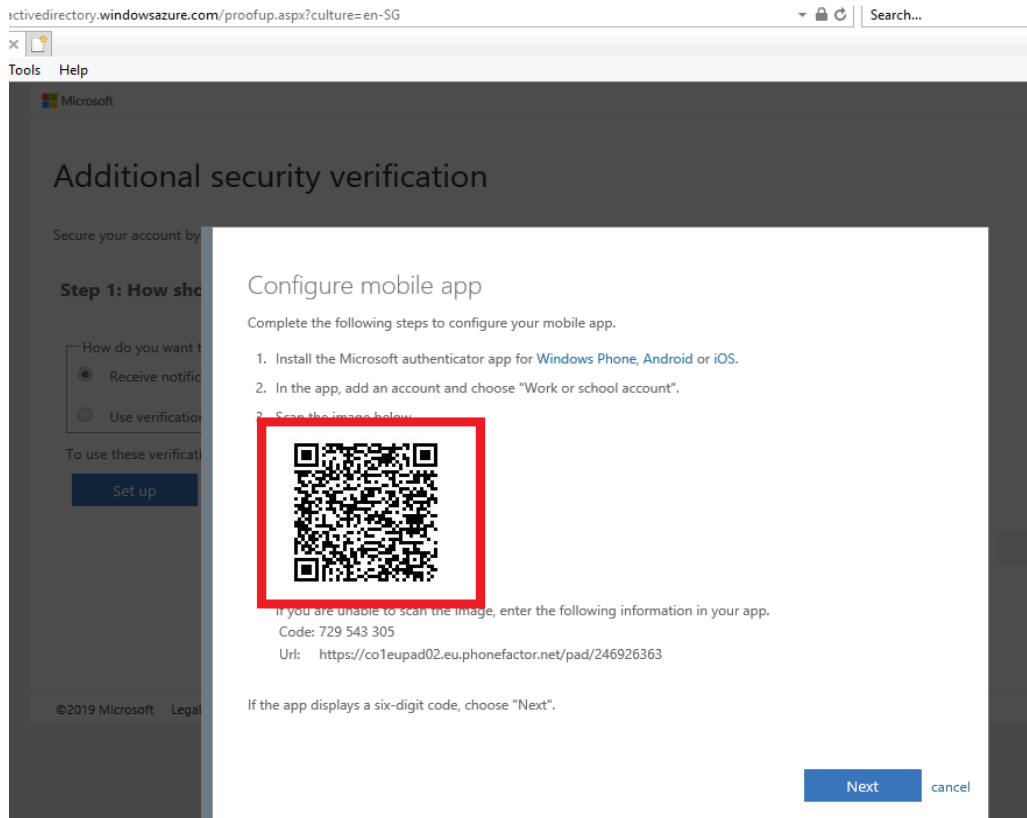 activedirectory.windowsazure.com/proofup.aspx?culture=en-SG
Search...
Tools Help
Microsoft
Additional security verification
Secure your account by
Step 1: How sho
How do you want t
Receive notific
Use verification
To use these verificati
Set up
©2019 Microsoft Legal
Configure mobile app
Complete the following steps to configure your mobile app.
1. Install the Microsoft authenticator app for Windows Phone, Android or iOS.
2. In the app, add an account and choose "Work or school account".
3. Scan the image below
If you are unable to scan the image, enter the following information in your app.
Code: 729 543 305
Url: https://co1eupad02.eu.phonefactor.net/pad/246926363
If the app displays a six-digit code, choose "Next".
Next cancel